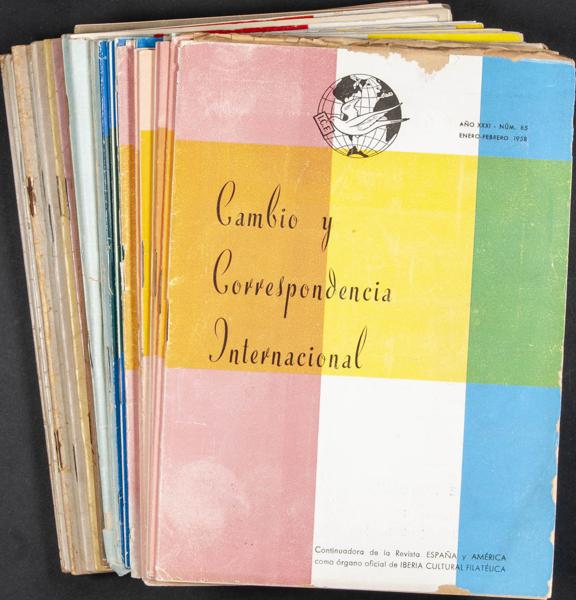 I.C.F.
AÑO XXXI - NÚM. 85
ENERO-FEBRERO 1958
Cambio y
Correspondencia
Internacional
Continuadora de la Revista ESPAÑA y AMÉRICA
como órgano oficial de IBERIA CULTURAL FILATÉLICA